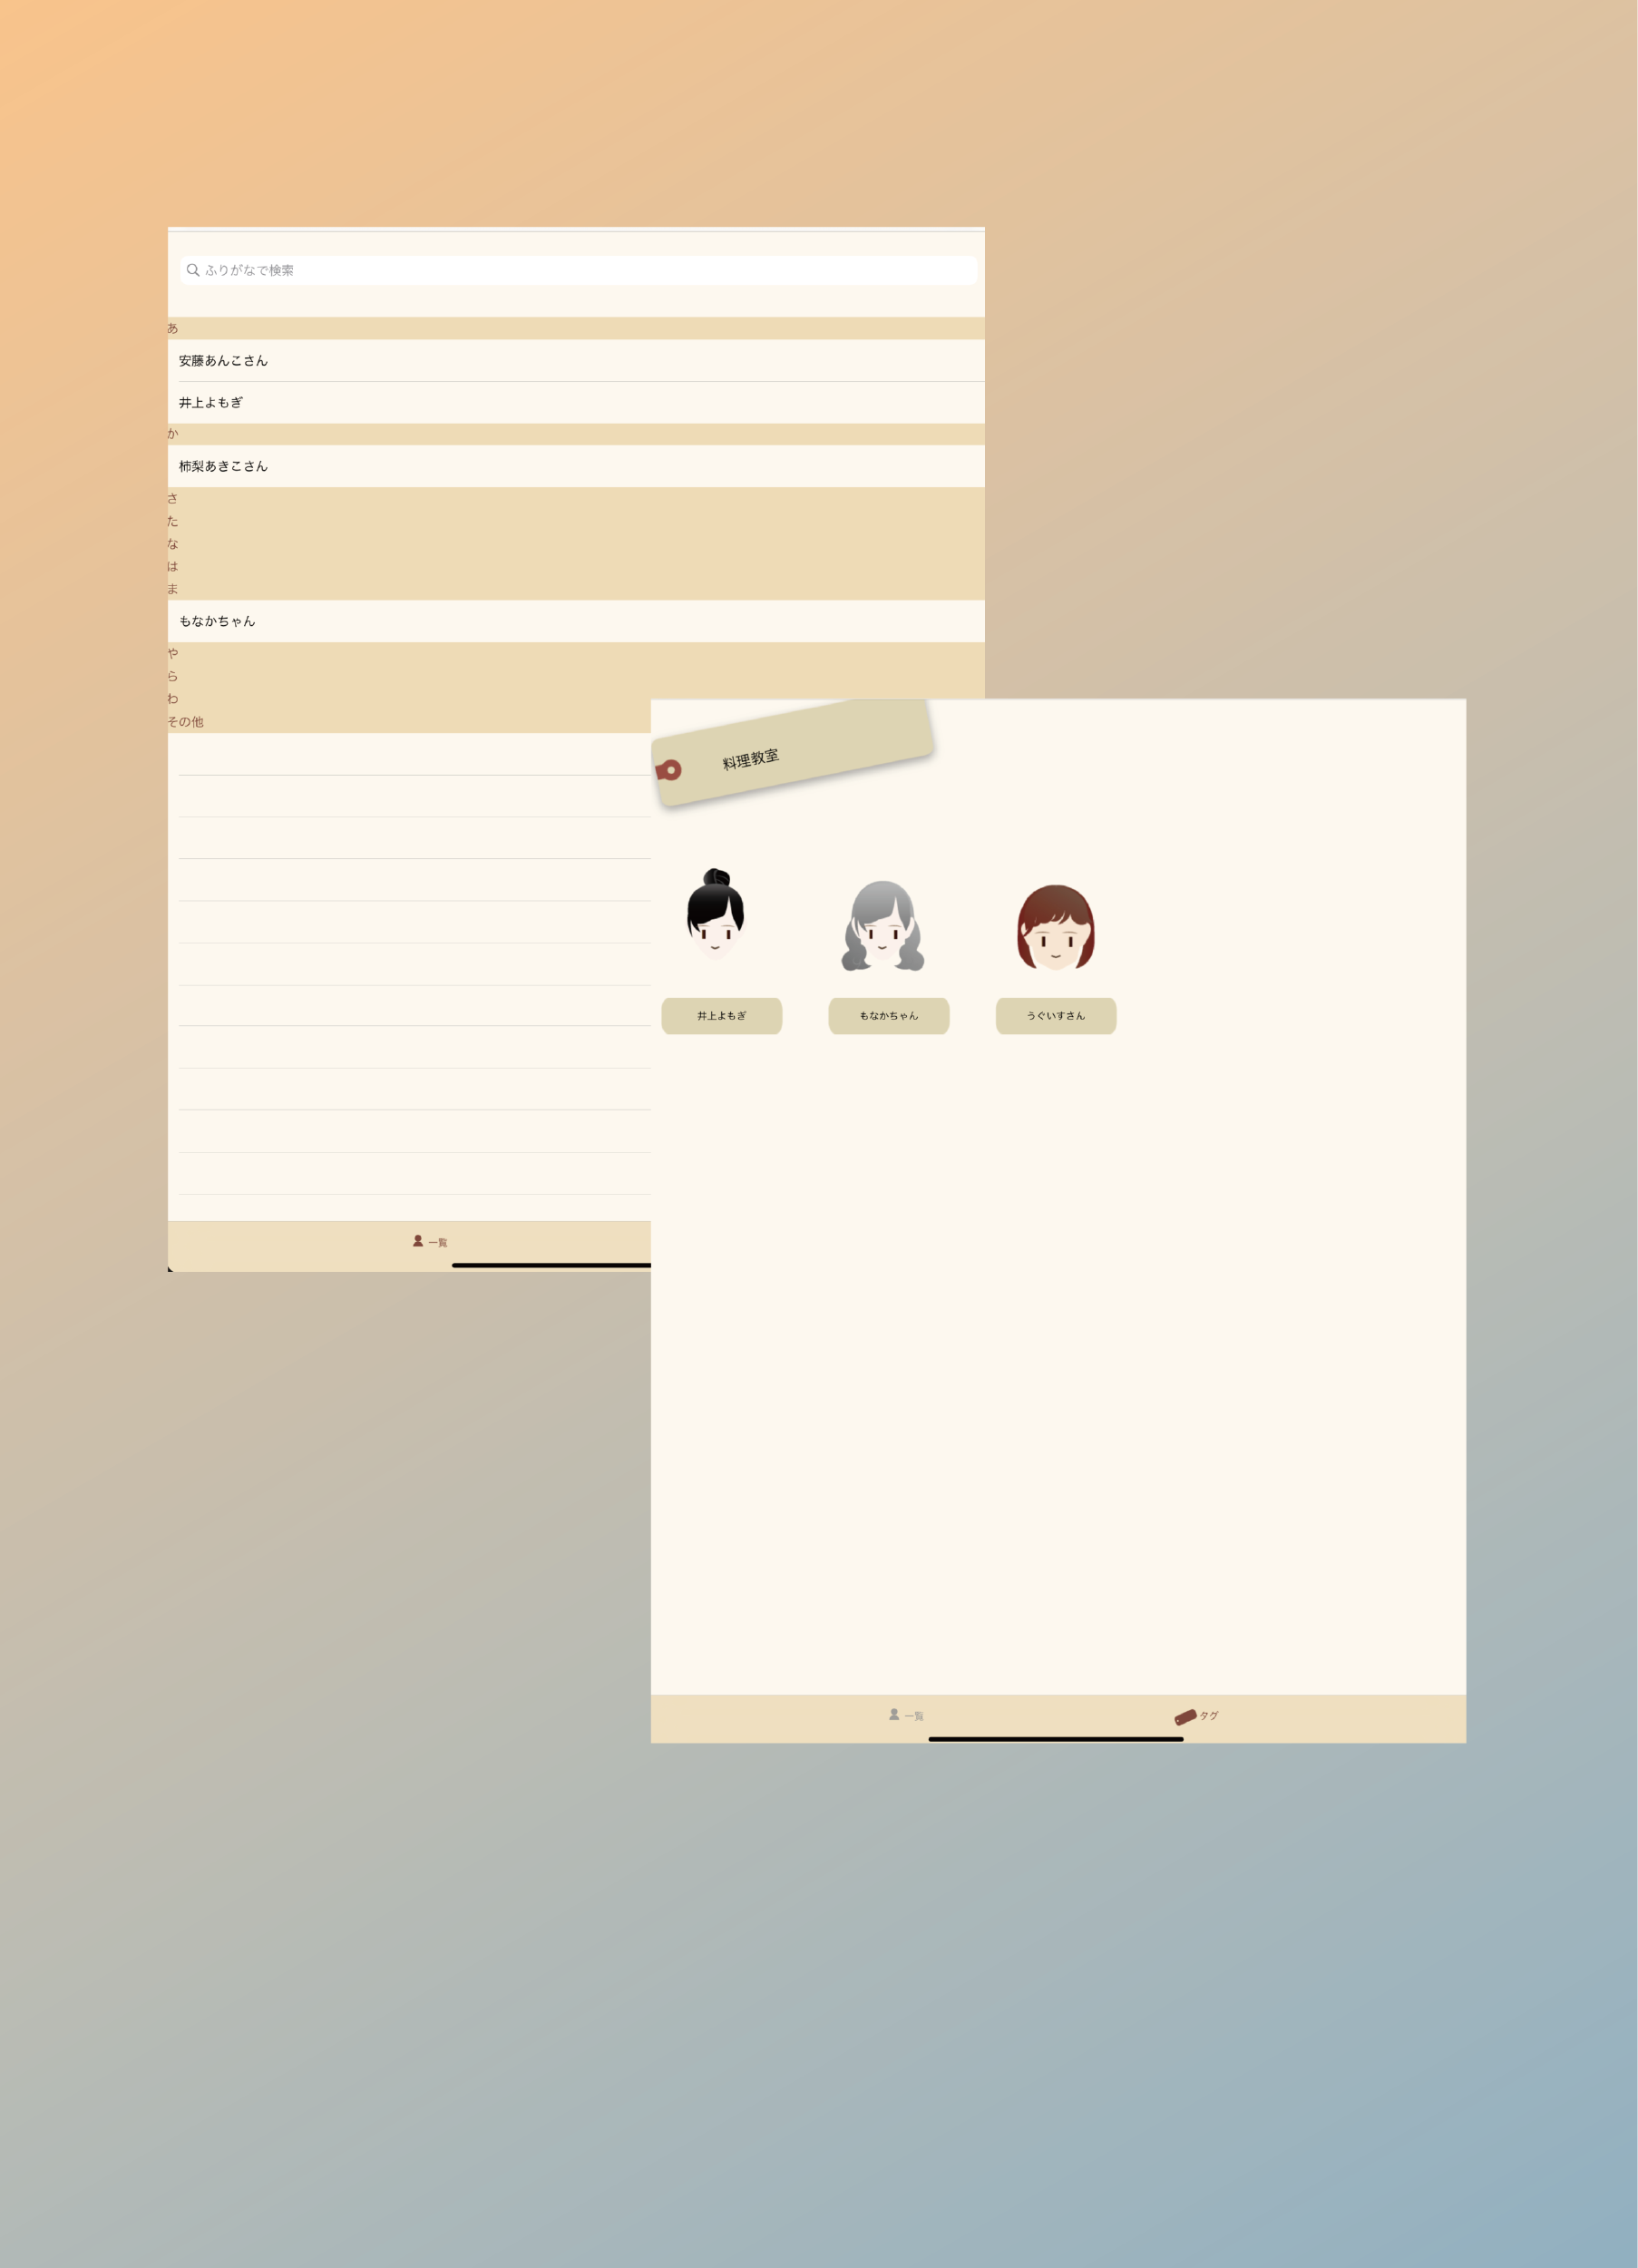 ふりがなで検索
あ
安藤あんこさん
井上よもぎ
か
柿梨あきこさん
さ
た
な
は
ま
もなかちゃん
や
ら
わ
その他
一覧
料理教室
井上よもぎ
もなかちゃん
うぐいすさん
一覧
タグ